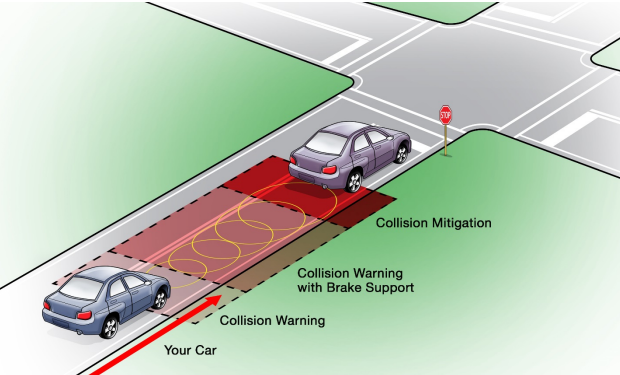 STOP
Collision Mitigation
Collision Warning
with Brake Support
Collision Warning
Your Car